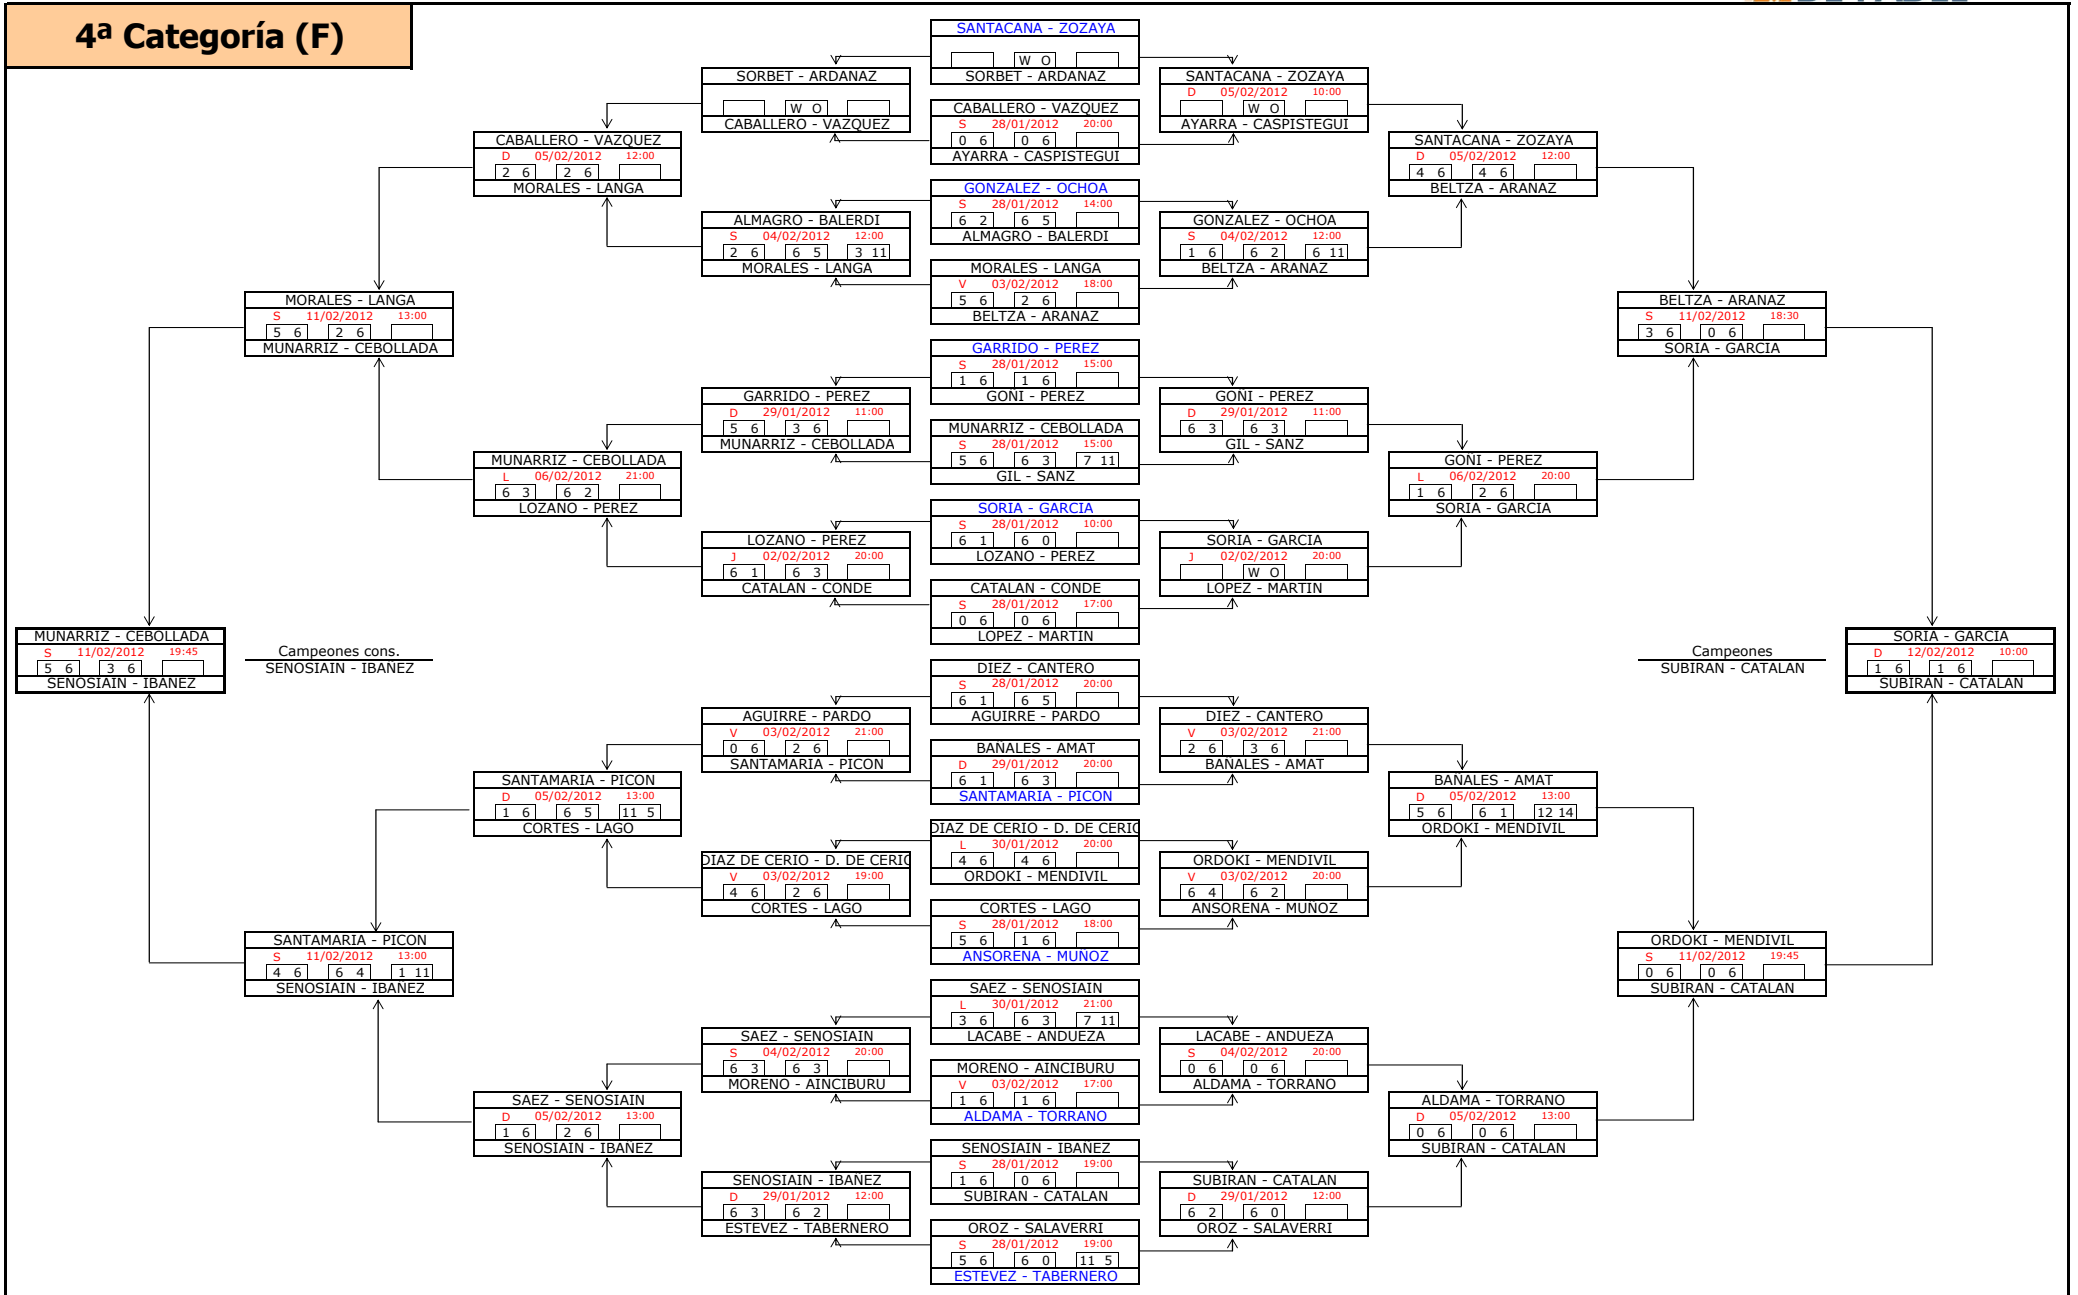 4ª Categoría (F)
SANTACANA - ZOZAYA
W O
SORBET - ARDANAZ
CABALLERO - VAZQUEZ
S 28/01/2012 20:00
0 6 0 6
AYARRA - CASPISTEGUI
GONZALEZ - OCHOA
S 28/01/2012 14:00
6 2 6 5
ALMAGRO - BALERDI
MORALES - LANGA
V 03/02/2012 18:00
5 6 2 6
BELTZA - ARANAZ
GARRIDO - PEREZ
S 28/01/2012 15:00
1 6 1 6
GOÑI - PEREZ
MUNARRIZ - CEBOLLADA
S 28/01/2012 15:00
5 6 6 3 7 11
GIL - SANZ
SORIA - GARCIA
S 28/01/2012 10:00
6 1 6 0
LOZANO - PEREZ
CATALAN - CONDE
S 28/01/2012 17:00
0 6 0 6
LOPEZ - MARTIN
DIEZ - CANTERO
S 28/01/2012 20:00
6 1 6 5
AGUIRRE - PARDO
BAÑALES - AMAT
D 29/01/2012 20:00
6 1 6 3
SANTAMARIA - PICON
DIAZ DE CERIO - D. DE CERIO
L 30/01/2012 20:00
4 6 4 6
ORDOKI - MENDIVIL
CORTES - LAGO
S 28/01/2012 18:00
5 6 1 6
ANSORENA - MUÑOZ
SAEZ - SENOSIAIN
L 30/01/2012 21:00
3 6 6 3 7 11
LACABE - ANDUEZA
MORENO - AINCIBURU
V 03/02/2012 17:00
1 6 1 6
ALDAMA - TORRANO
SENOSIAIN - IBAÑEZ
S 28/01/2012 19:00
1 6 0 6
SUBIRAN - CATALAN
OROZ - SALAVERRI
S 28/01/2012 19:00
5 6 6 0 11 5
ESTEVEZ - TABERNERO
SORBET - ARDANAZ
W O
CABALLERO - VAZQUEZ
ALMAGRO - BALERDI
S 04/02/2012 12:00
2 6 6 5 3 11
MORALES - LANGA
GARRIDO - PEREZ
D 29/01/2012 11:00
5 6 3 6
MUNARRIZ - CEBOLLADA
LOZANO - PEREZ
J 02/02/2012 20:00
6 1 6 3
CATALAN - CONDE
AGUIRRE - PARDO
V 03/02/2012 21:00
0 6 2 6
SANTAMARIA - PICON
DIAZ DE CERIO - D. DE CERIO
V 03/02/2012 19:00
4 6 2 6
CORTES - LAGO
SAEZ - SENOSIAIN
S 04/02/2012 20:00
6 3 6 3
MORENO - AINCIBURU
SENOSIAIN - IBAÑEZ
D 29/01/2012 12:00
6 3 6 2
ESTEVEZ - TABERNERO
CABALLERO - VAZQUEZ
D 05/02/2012 12:00
2 6 2 6
MORALES - LANGA
MUNARRIZ - CEBOLLADA
L 06/02/2012 21:00
6 3 6 2
LOZANO - PEREZ
SANTAMARIA - PICON
D 05/02/2012 13:00
1 6 6 5 11 5
CORTES - LAGO
SAEZ - SENOSIAIN
D 05/02/2012 13:00
1 6 2 6
SENOSIAIN - IBAÑEZ
MORALES - LANGA
S 11/02/2012 13:00
5 6 2 6
MUNARRIZ - CEBOLLADA
SANTAMARIA - PICON
S 11/02/2012 13:00
4 6 6 4 1 11
SENOSIAIN - IBAÑEZ
MUNARRIZ - CEBOLLADA
S 11/02/2012 19:45
5 6 3 6
SENOSIAIN - IBAÑEZ
Campeones cons.
SENOSIAIN - IBAÑEZ
SANTACANA - ZOZAYA
D 05/02/2012 10:00
W O
AYARRA - CASPISTEGUI
GONZALEZ - OCHOA
S 04/02/2012 12:00
1 6 6 2 6 11
BELTZA - ARANAZ
GOÑI - PEREZ
D 29/01/2012 11:00
6 3 6 3
GIL - SANZ
SORIA - GARCIA
J 02/02/2012 20:00
W O
LOPEZ - MARTIN
DIEZ - CANTERO
V 03/02/2012 21:00
2 6 3 6
BAÑALES - AMAT
ORDOKI - MENDIVIL
V 03/02/2012 20:00
6 4 6 2
ANSORENA - MUÑOZ
LACABE - ANDUEZA
S 04/02/2012 20:00
0 6 0 6
ALDAMA - TORRANO
SUBIRAN - CATALAN
D 29/01/2012 12:00
6 2 6 0
OROZ - SALAVERRI
SANTACANA - ZOZAYA
D 05/02/2012 12:00
4 6 4 6
BELTZA - ARANAZ
GOÑI - PEREZ
L 06/02/2012 20:00
1 6 2 6
SORIA - GARCIA
BAÑALES - AMAT
D 05/02/2012 13:00
5 6 6 1 12 14
ORDOKI - MENDIVIL
ALDAMA - TORRANO
D 05/02/2012 13:00
0 6 0 6
SUBIRAN - CATALAN
BELTZA - ARANAZ
S 11/02/2012 18:30
3 6 0 6
SORIA - GARCIA
ORDOKI - MENDIVIL
S 11/02/2012 19:45
0 6 0 6
SUBIRAN - CATALAN
Campeones
SUBIRAN - CATALAN
SORIA - GARCIA
D 12/02/2012 10:00
1 6 1 6
SUBIRAN - CATALAN